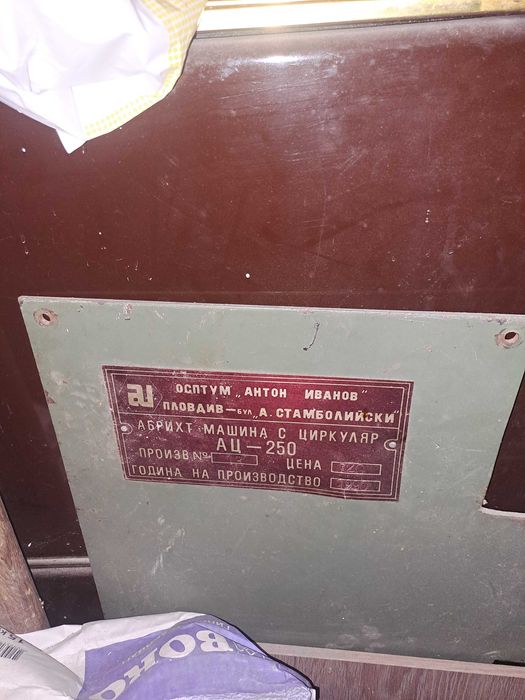 ОСПТУМ "АНТОН ИВАНОВ"
ПЛОВДИВ – БУЛ "А. СТАМБОЛИЙСКИ"
АБРИХТ МАШИНА С ЦИРКУЛЯР
АЦ – 250
ПРОИЗВ. № ЦЕНА
ГОДИНА НА ПРОИЗВОДСТВО